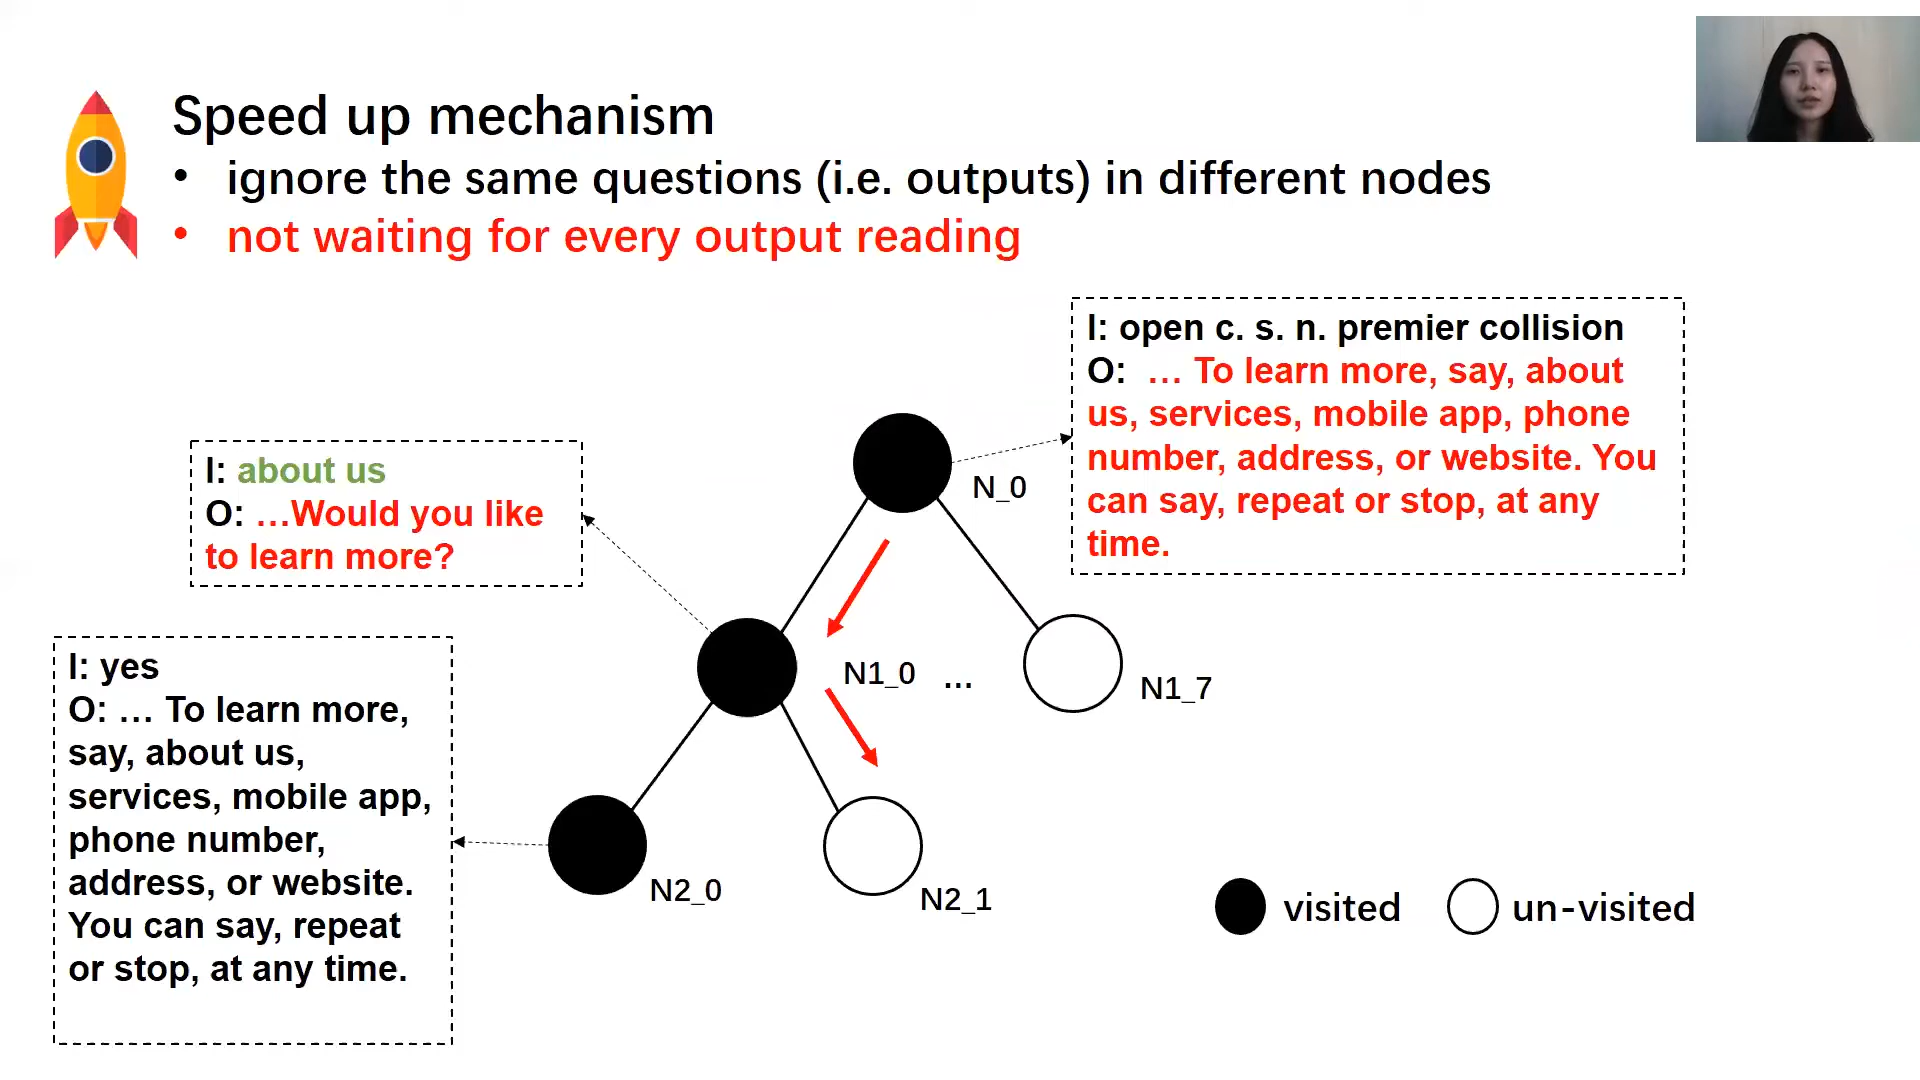 Speed up mechanism
• ignore the same questions (i.e. outputs) in different nodes
• not waiting for every output reading
I: open c. s. n. premier collision
O: … To learn more, say, about
us, services, mobile app, phone
number, address, or website. You
can say, repeat or stop, at any
time.
I: about us
O: …Would you like
to learn more?
N_0
I: yes
O: … To learn more,
say, about us,
services, mobile app,
phone number,
address, or website.
You can say, repeat
or stop, at any time.
N1_0 ... N1_7
N2_0
N2_1
visited un-visited